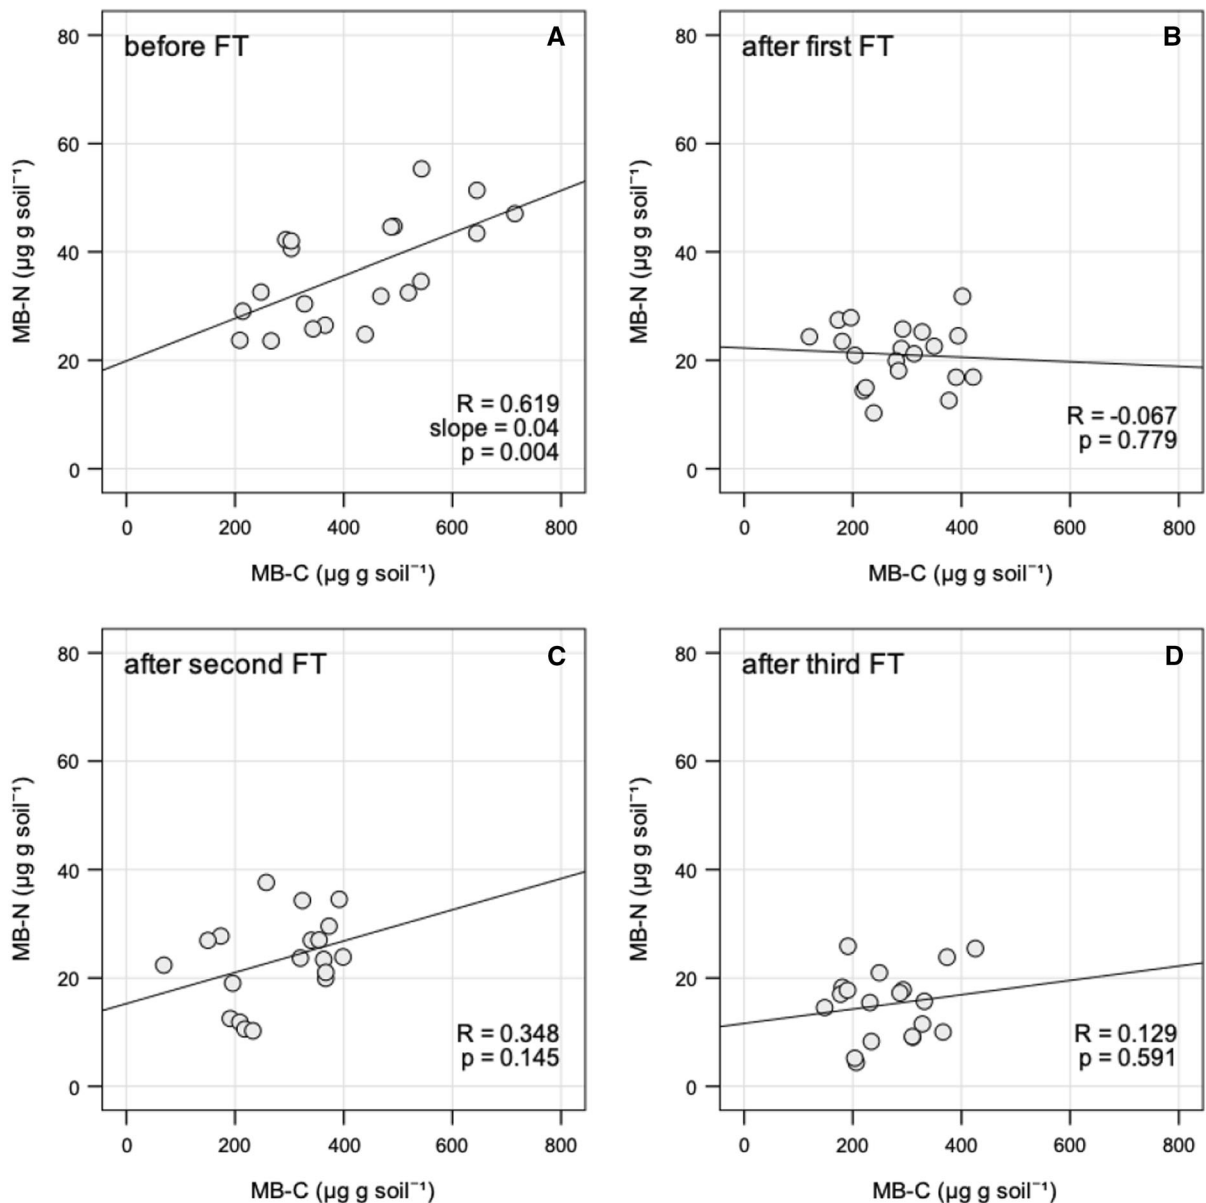 before FT
A
80
60
40
20
0
MB-N (µg g soil⁻¹)
R = 0.619
slope = 0.04
p = 0.004
0 200 400 600 800
MB-C (µg g soil⁻¹)
after first FT
B
80
60
40
20
0
MB-N (µg g soil⁻¹)
R = -0.067
p = 0.779
0 200 400 600 800
MB-C (µg g soil⁻¹)
after second FT
C
80
60
40
20
0
MB-N (µg g soil⁻¹)
R = 0.348
p = 0.145
0 200 400 600 800
MB-C (µg g soil⁻¹)
after third FT
D
80
60
40
20
0
MB-N (µg g soil⁻¹)
R = 0.129
p = 0.591
0 200 400 600 800
MB-C (µg g soil⁻¹)